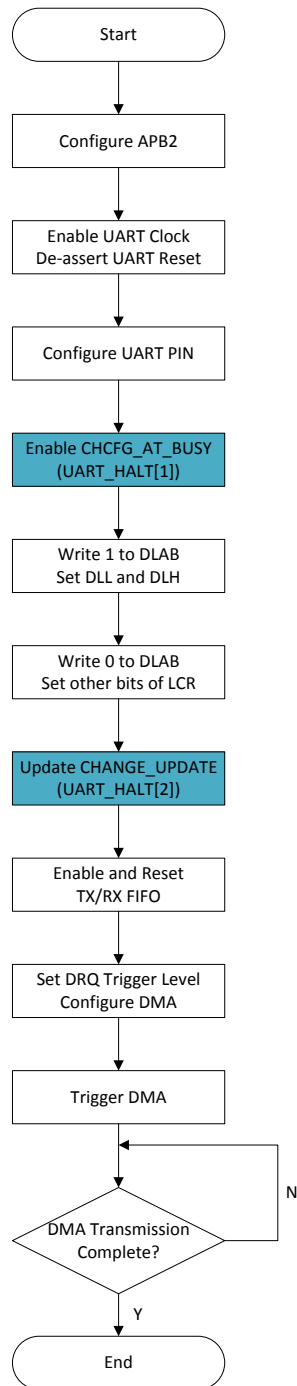 Start
Configure APB2
Enable UART Clock
De-assert UART Reset
Configure UART PIN
Enable CHCFG_AT_BUSY
(UART_HALT[1])
Write 1 to DLAB
Set DLL and DLH
Write 0 to DLAB
Set other bits of LCR
Update CHANGE_UPDATE
(UART_HALT[2])
Enable and Reset
TX/RX FIFO
Set DRQ Trigger Level
Configure DMA
Trigger DMA
N
DMA Transmission
Complete?
Y
End